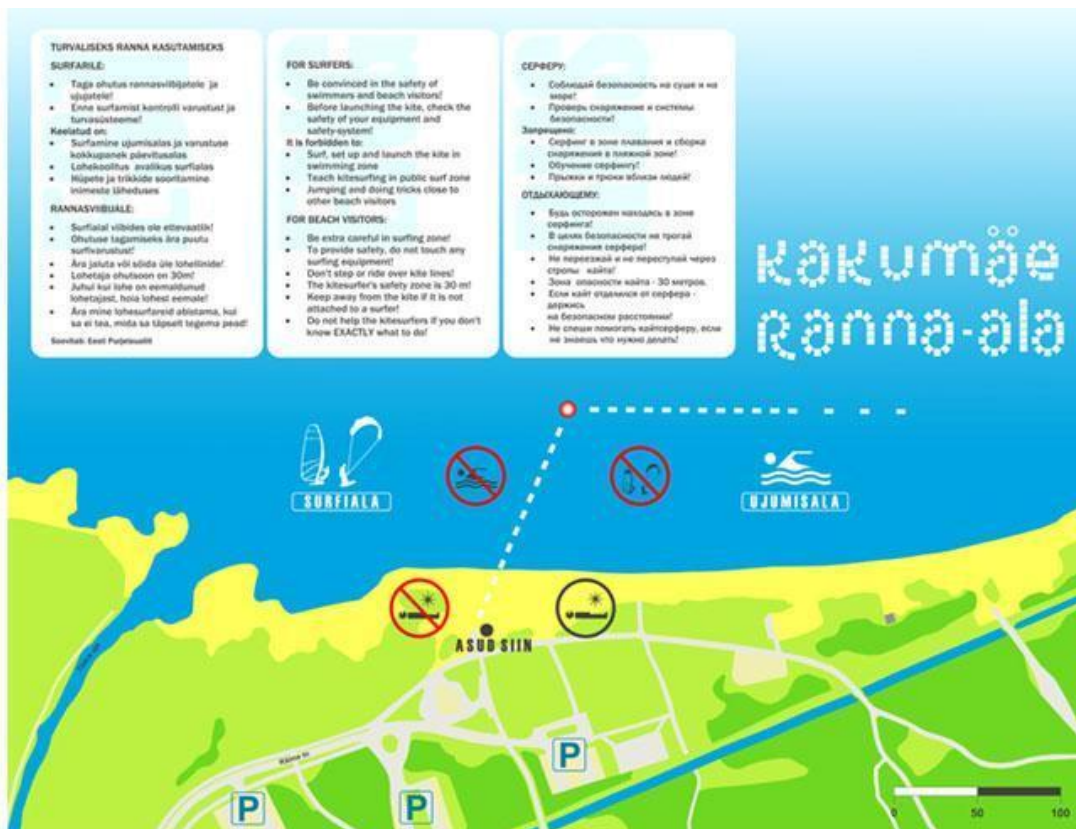 TURVALISEKS RANNA KASUTAMISEKS
SURFARILE:
• Taga ohutus rannasviibijatele ja
ujujatele!
• Enne surfamist kontrolli varustust ja
turvasüsteeme!
Keelatud on:
• Surfamine ujumisalas ja varustuse
kokkupanek päevitusalas
• Lohekoolitus avalikus surfialas
• Hüpete ja trikkide sooritamine
inimeste läheduses
RANNASVIIBIJALE:
• Surfialal viibides ole ettevaatlik!
• Ohutuse tagamiseks ära puutu
surfivarustust!
• Ära jaluta või sõida üle loheliinide!
• Lohetaja ohutsoon on 30m!
• Juhul kui lohe on eemaldunud
lohetajast, hoia lohest eemale!
• Ära mine lohesurfareid abistama, kui
sa ei tea, mida sa täpselt tegema pead!
Soovitab: Eesti Purjelaualiit
FOR SURFERS:
• Be convinced in the safety of
swimmers and beach visitors!
• Before launching the kite, check the
safety of your equipment and
safety-system!
It is forbidden to:
• Surf, set up and launch the kite in
swimming zone
• Teach kitesurfing in public surf zone
• Jumping and doing tricks close to
other beach visitors
FOR BEACH VISITORS:
• Be extra careful in surfing zone!
• To provide safety, do not touch any
surfing equipment!
• Don't step or ride over kite lines!
• The kitesurfer's safety zone is 30 m!
• Keep away from the kite if it is not
attached to a surfer!
• Do not help the kitesurfers if you don't
know EXACTLY what to do!
СЕРФЕРУ:
• Соблюдай безопасность на суше и на
море!
• Проверь снаряжение и системы
безопасности!
Запрещено:
• Серфинг в зоне плавания и сборка
снаряжения в пляжной зоне!
• Обучение серфингу!
• Прыжки и трюки вблизи людей!
ОТДЫХАЮЩЕМУ:
• Будь осторожен находясь в зоне
серфинга!
• В целях безопасности не трогай
снаряжения серфера!
• Не переезжай и не переступай через
стропы кайта!
• Зона опасности кайта - 30 метров.
• Если кайт отделился от серфера -
держись
на безопасном расстоянии!
• Не спеши помогать кайтсерферу, если
не знаешь что нужно делать!
kakumäe
ranna-ala
SURFIALA
UJUMISALA
ASUD SIIN
P
P
P
0 50 100